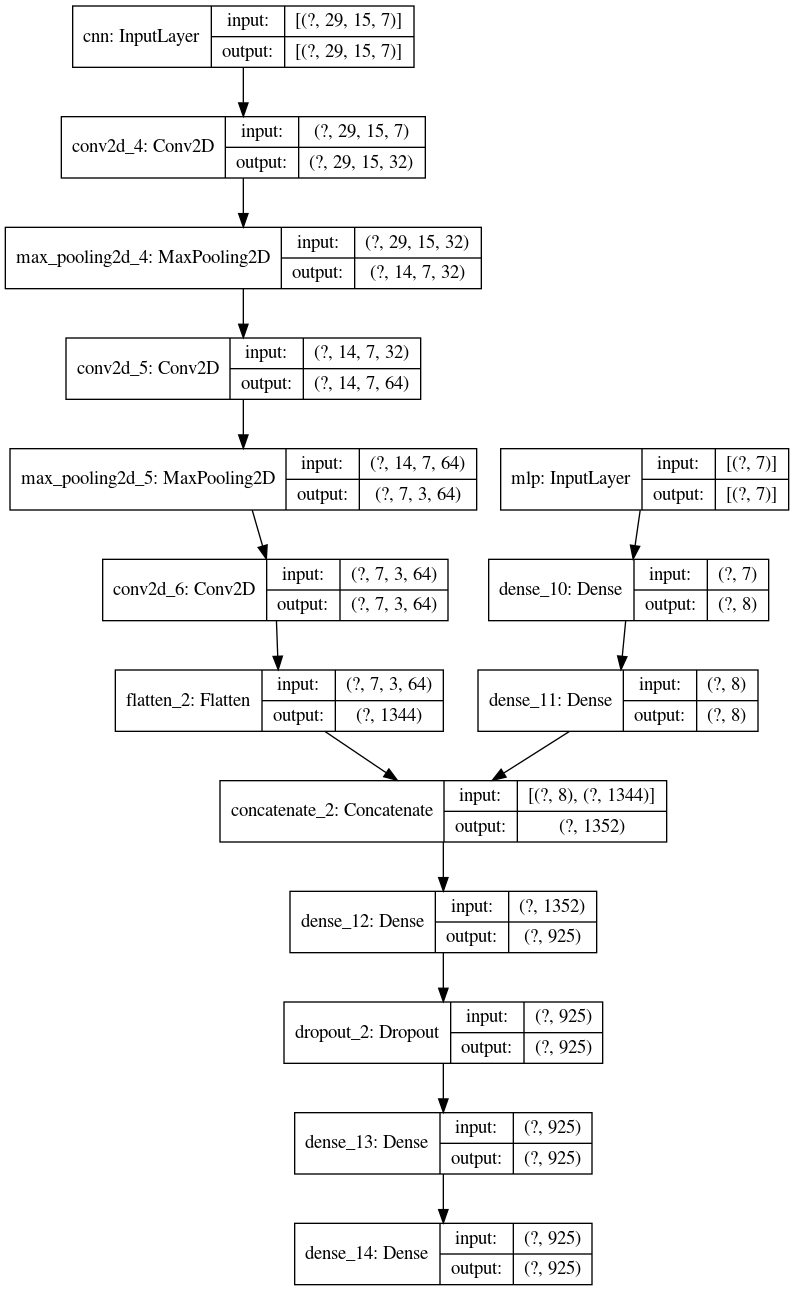 cnn: InputLayer
input: [(?, 29, 15, 7)]
output: [(?, 29, 15, 7)]
conv2d_4: Conv2D
input: (?, 29, 15, 7)
output: (?, 29, 15, 32)
max_pooling2d_4: MaxPooling2D
input: (?, 29, 15, 32)
output: (?, 14, 7, 32)
conv2d_5: Conv2D
input: (?, 14, 7, 32)
output: (?, 14, 7, 64)
max_pooling2d_5: MaxPooling2D
input: (?, 14, 7, 64)
output: (?, 7, 3, 64)
mlp: InputLayer
input: [(?, 7)]
output: [(?, 7)]
conv2d_6: Conv2D
input: (?, 7, 3, 64)
output: (?, 7, 3, 64)
dense_10: Dense
input: (?, 7)
output: (?, 8)
flatten_2: Flatten
input: (?, 7, 3, 64)
output: (?, 1344)
dense_11: Dense
input: (?, 8)
output: (?, 8)
concatenate_2: Concatenate
input: [(?, 8), (?, 1344)]
output: (?, 1352)
dense_12: Dense
input: (?, 1352)
output: (?, 925)
dropout_2: Dropout
input: (?, 925)
output: (?, 925)
dense_13: Dense
input: (?, 925)
output: (?, 925)
dense_14: Dense
input: (?, 925)
output: (?, 925)